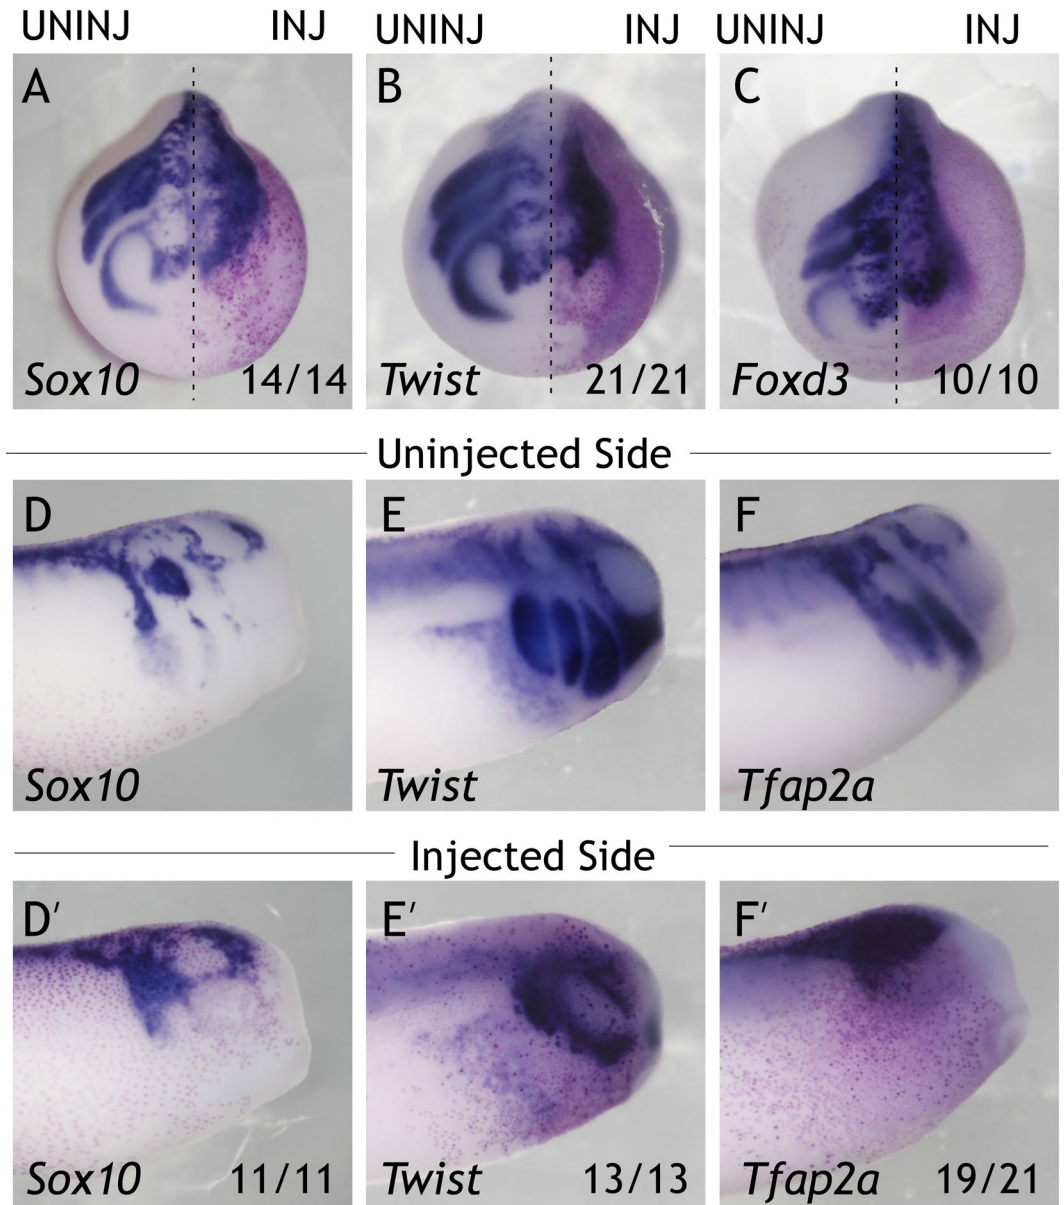 UNINJ INJ UNINJ INJ UNINJ INJ
A B C
Sox10 14/14 Twist 21/21 Foxd3 10/10
Uninjected Side
D E F
Sox10 Twist Tfap2a
Injected Side
D′ E′ F′
Sox10 11/11 Twist 13/13 Tfap2a 19/21